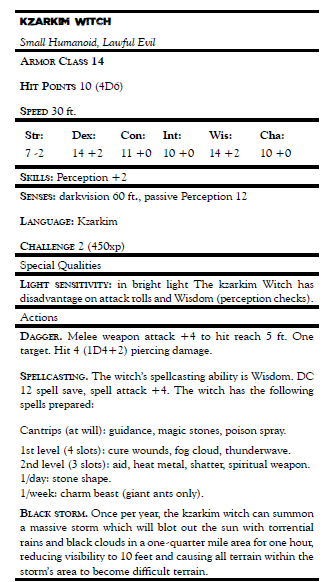 KZARKIM WITCH
Small Humanoid, Lawful Evil
ARMOR CLASS 14
HIT POINTS 10 (4D6)
SPEED 30 ft.
Str: Dex: Con: Int: Wis: Cha:
7 -2 14 +2 11 +0 10 +0 14 +2 10 +0
SKILLS: Perception +2
SENSES: darkvision 60 ft., passive Perception 12
LANGUAGE: Kzarkim
CHALLENGE 2 (450xp)
Special Qualities
LIGHT SENSITIVITY: in bright light The kzarkim Witch has
disadvantage on attack rolls and Wisdom (perception checks).
Actions
DAGGER. Melee weapon attack +4 to hit reach 5 ft. One
target. Hit 4 (1D4+2) piercing damage.
SPELLCASTING. The witch's spellcasting ability is Wisdom. DC
12 spell save, spell attack +4. The witch has the following
spells prepared:
Cantrips (at will): guidance, magic stones, poison spray.
1st level (4 slots): cure wounds, fog cloud, thunderwave.
2nd level (3 slots): aid, heat metal, shatter, spiritual weapon.
1/day: stone shape.
1/week: charm beast (giant ants only).
BLACK STORM. Once per year, the kzarkim witch can summon
a massive storm which will blot out the sun with torrential
rains and black clouds in a one-quarter mile area for one hour,
reducing visibility to 10 feet and causing all terrain within the
storm's area to become difficult terrain.